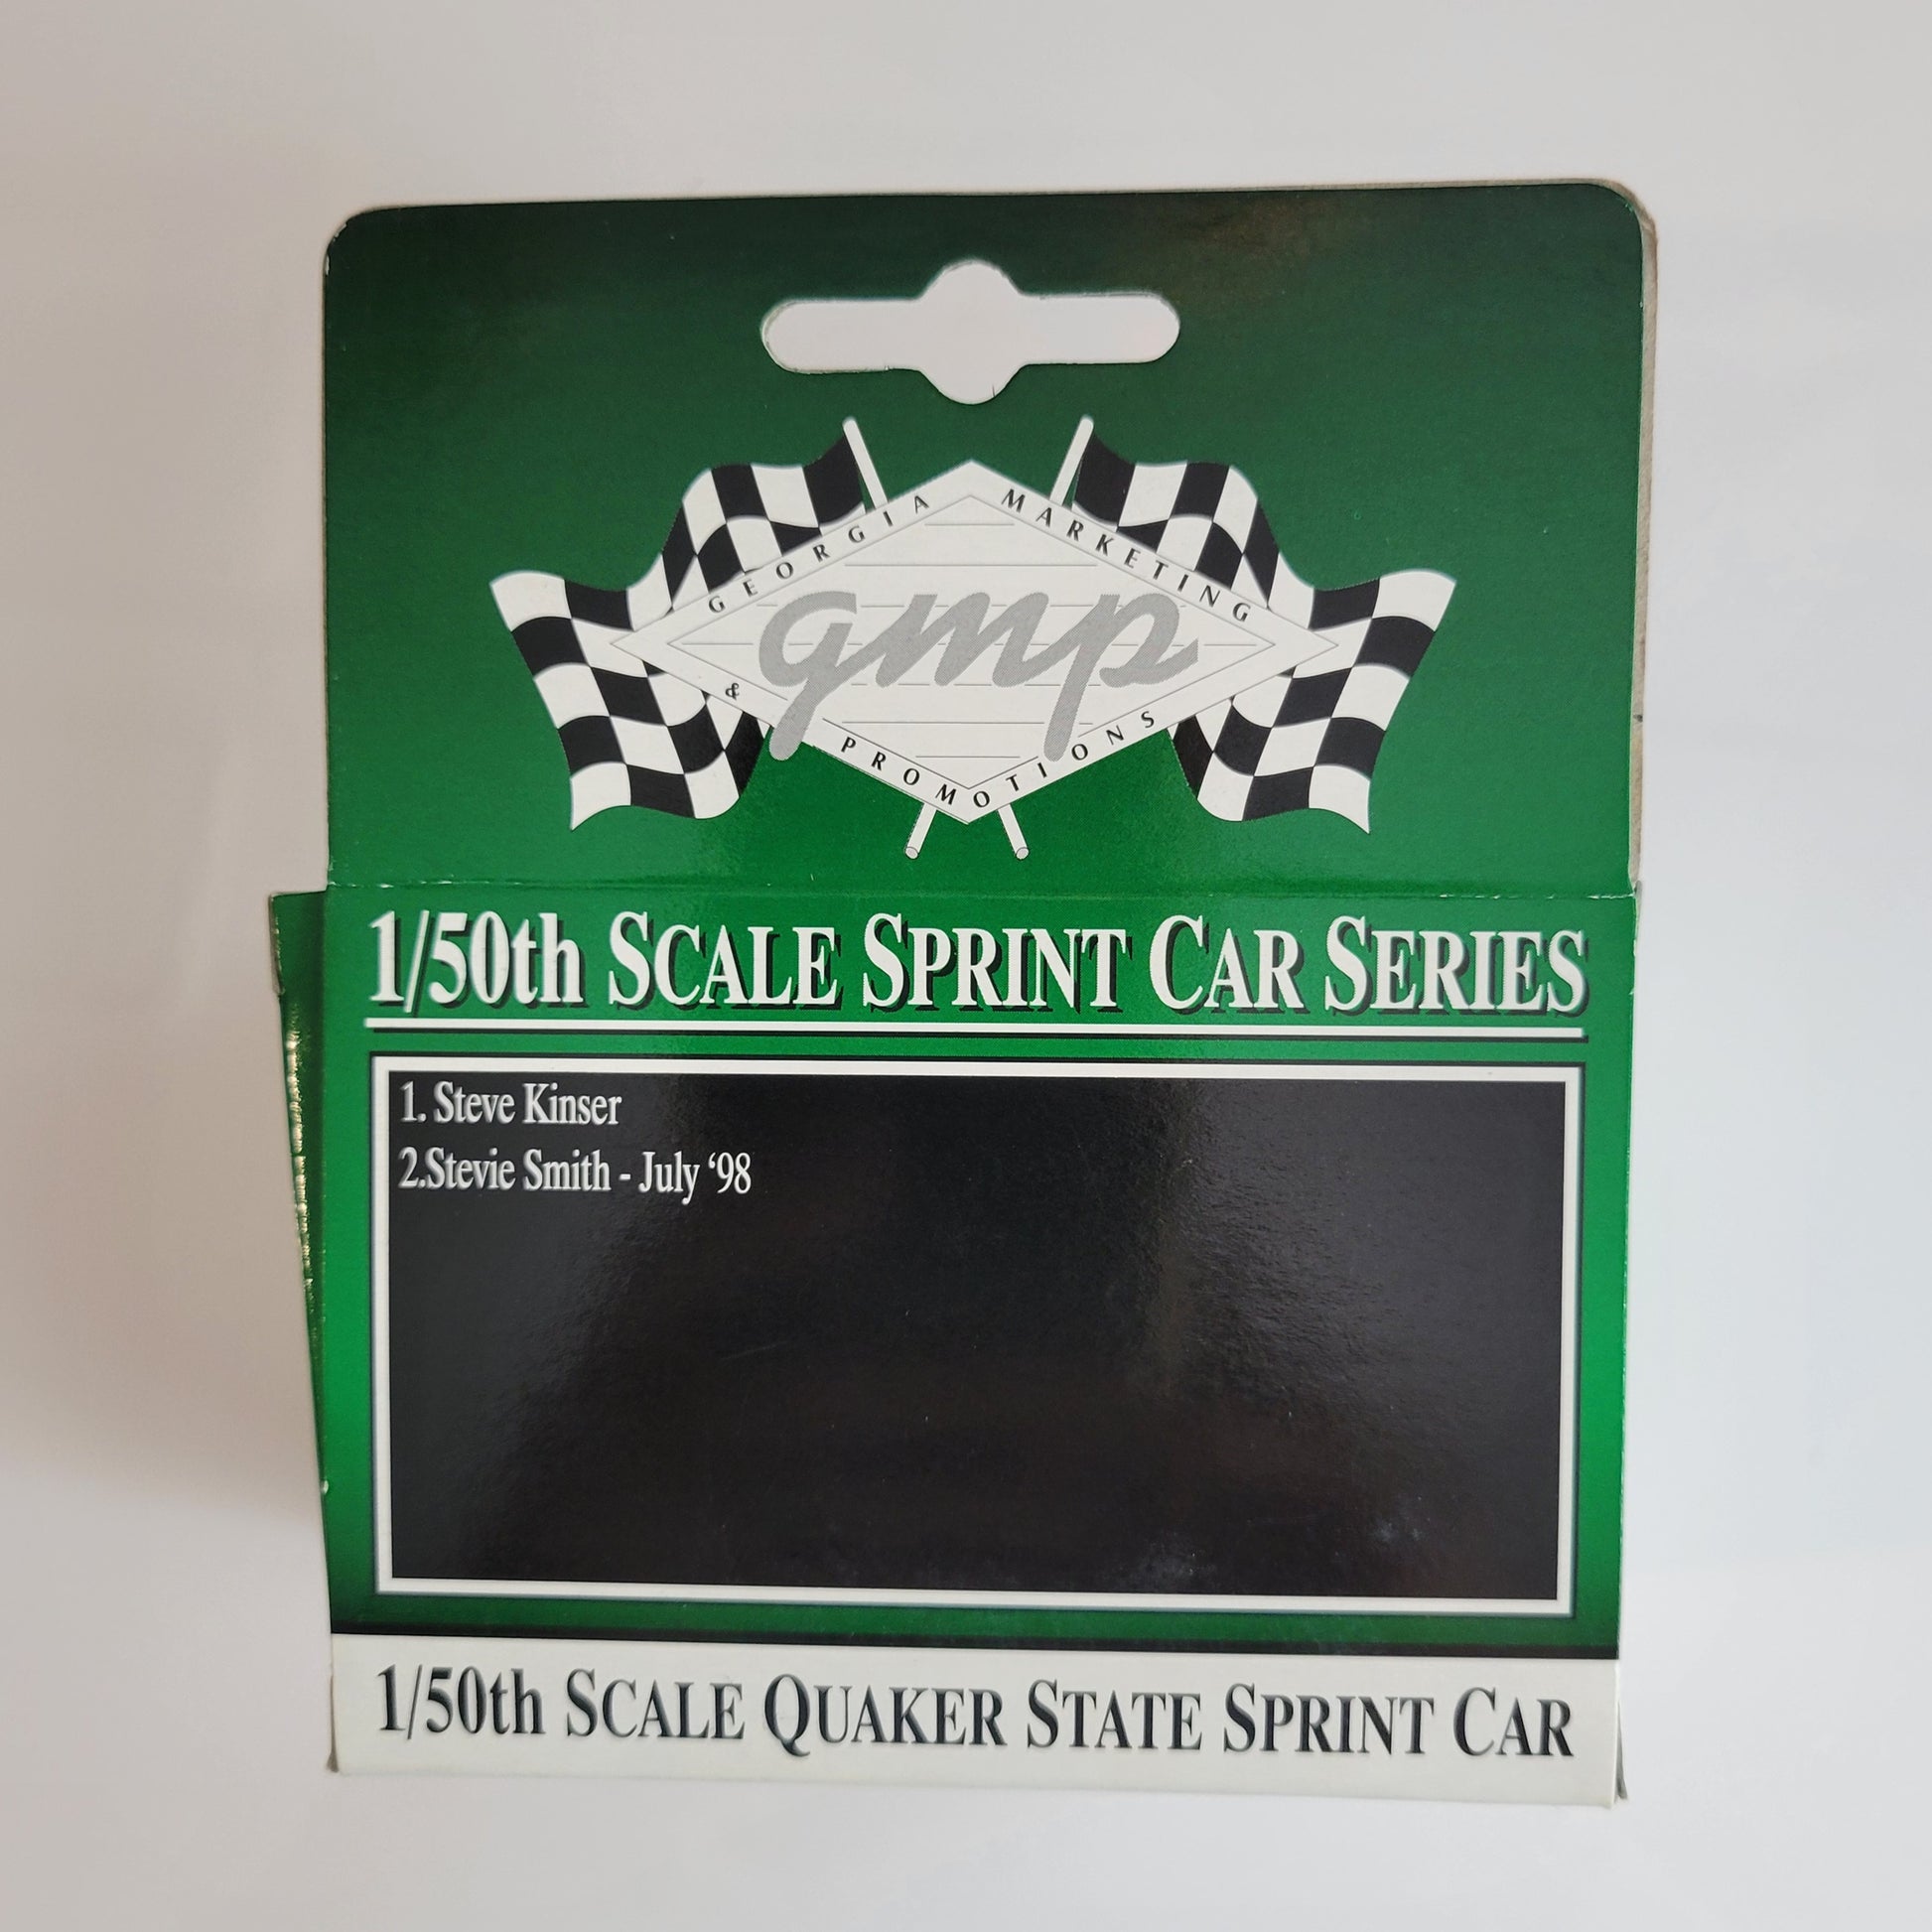 GEORGIA MARKETING
gmp
& PROMOTIONS
1/50th SCALE SPRINT CAR SERIES
1. Steve Kinser
2.Stevie Smith - July ‘98
1/50th SCALE QUAKER STATE SPRINT CAR